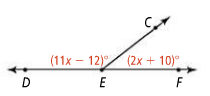 C
(11x − 12)° (2x + 10)°
D E F